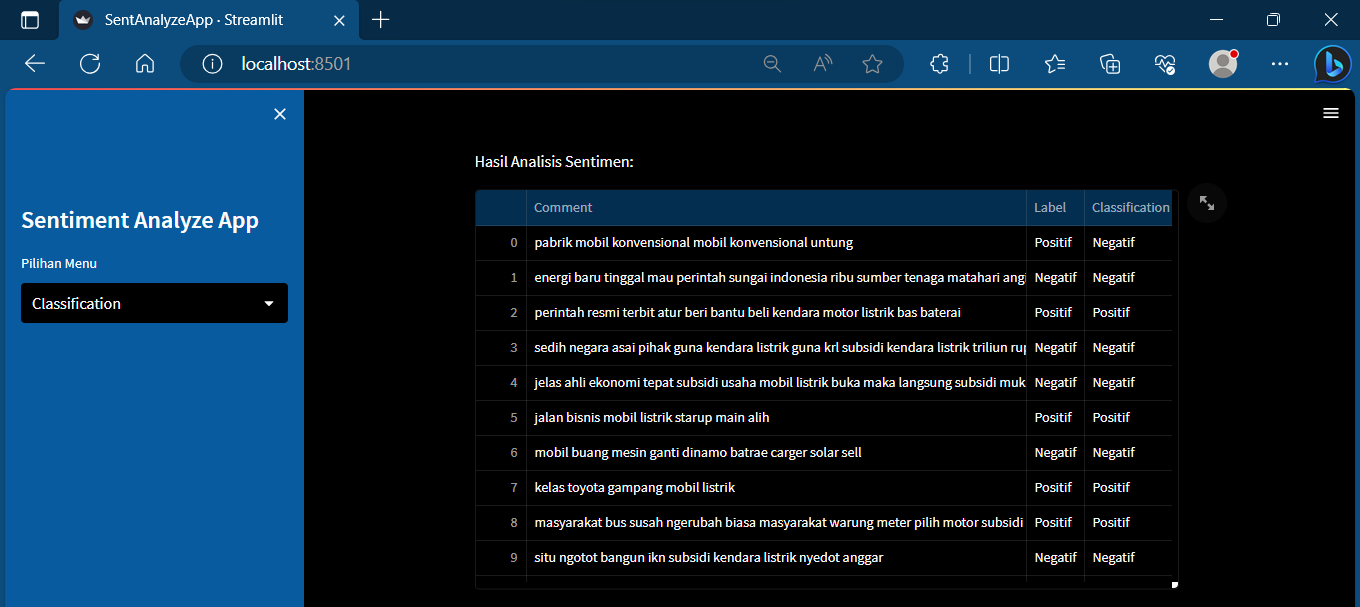 SentAnalyzeApp · Streamlit
localhost:8501
Sentiment Analyze App
Pilihan Menu
Classification
Hasil Analisis Sentimen:
Comment Label Classification
0 pabrik mobil konvensional mobil konvensional untung Positif Negatif
1 energi baru tinggal mau perintah sungai indonesia ribu sumber tenaga matahari Negatif Negatif
2 perintah resmi terbit atur beri bantu beli kendara motor listrik bas baterai Positif Positif
3 sedih negara asai pihak guna kendara listrik guna krl subsidi kendara listrik triliun Negatif Negatif
4 jelas ahli ekonomi tepat subsidi usaha mobil listrik buka maka langsung subsidi muk Negatif Negatif
5 jalan bisnis mobil listrik starup main alih Positif Positif
6 mobil buang mesin ganti dinamo batrae carger solar sell Negatif Negatif
7 kelas toyota gampang mobil listrik Positif Positif
8 masyarakat bus susah ngerubah biasa masyarakat warung meter pilih motor subsidi Positif Positif
9 situ ngotot bangun ikn subsidi kendara listrik nyedot anggar Negatif Negatif